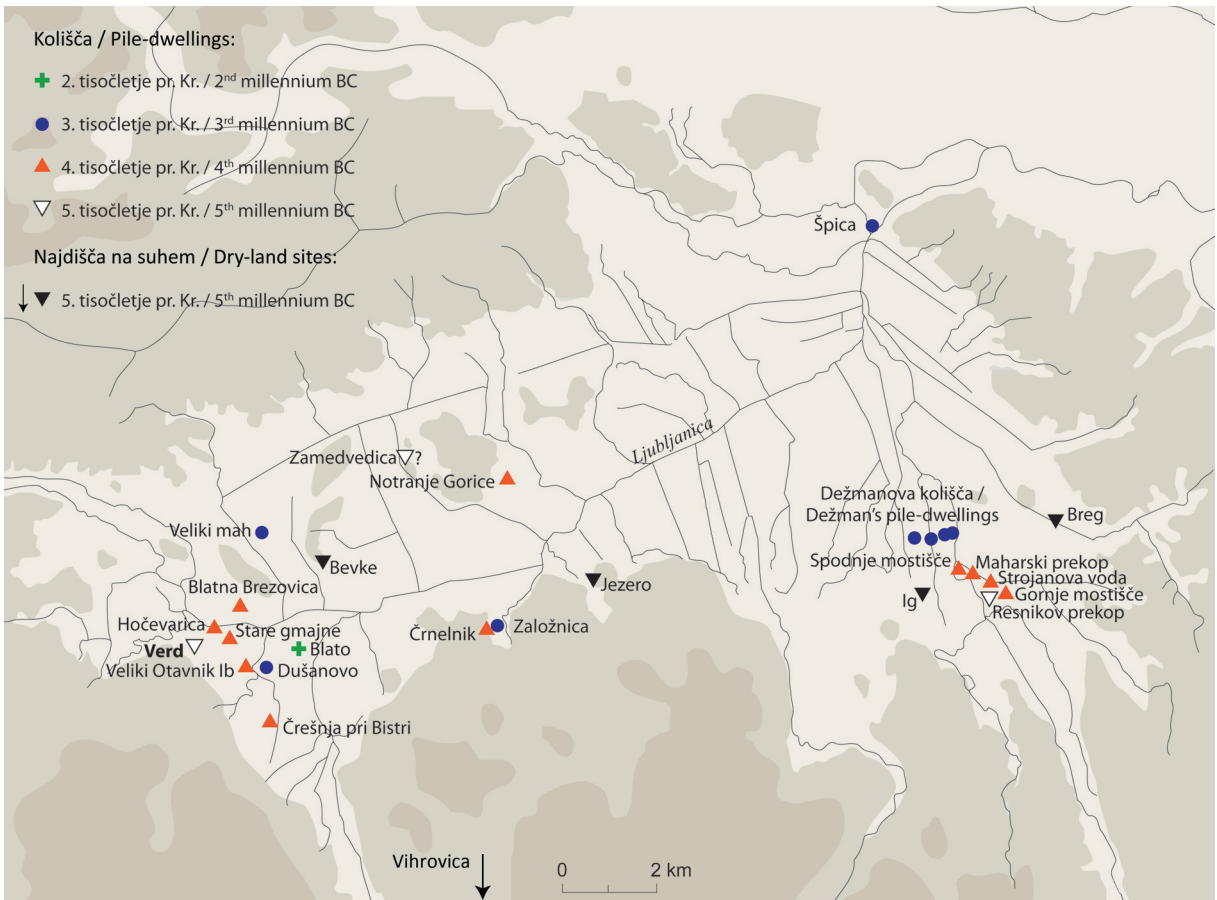 Kolišča / Pile-dwellings:
2. tisočletje pr. Kr. / 2nd millennium BC
3. tisočletje pr. Kr. / 3rd millennium BC
4. tisočletje pr. Kr. / 4th millennium BC
5. tisočletje pr. Kr. / 5th millennium BC
Najdišča na suhem / Dry-land sites:
5. tisočletje pr. Kr. / 5th millennium BC
Špica
Ljubljanica
Zamedvedica ?
Notranje Gorice
Dežmanova kolišča /
Dežman's pile-dwellings
Breg
Veliki mah
Bevke
Spodnje mostišče
Maharski prekop
Strojanova voda
Gornje mostišče
Resnikov prekop
Ig
Jezero
Blatna Brezovica
Hočevarica
Stare gmajne
Črnelnik
Založnica
Verd
Blato
Veliki Otavnik Ib
Dušanovo
Črešnja pri Bistri
Vihrovica
0 2 km